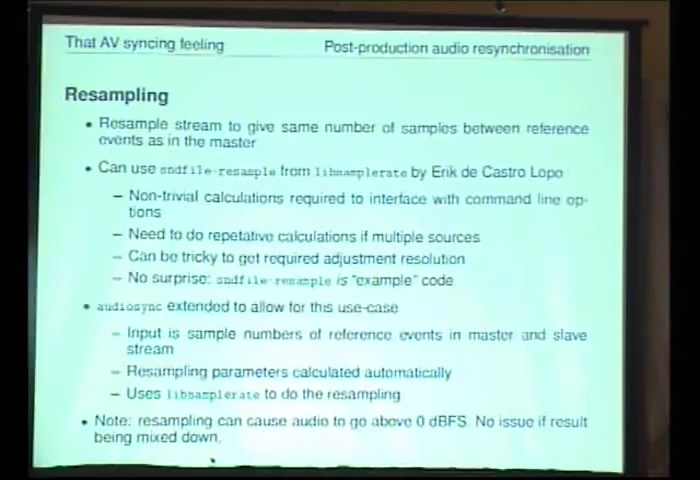 That AV syncing feeling
Post-production audio resynchronisation
Resampling
• Resample stream to give same number of samples between reference
events as in the master
• Can use sndfile-resample from libsamplerate by Erik de Castro Lopo
– Non-trivial calculations required to interface with command line op-
tions
– Need to do repetative calculations if multiple sources
– Can be tricky to get required adjustment resolution
– No surprise: sndfile-resample is "example" code
• audiosync extended to allow for this use-case
– Input is sample numbers of reference events in master and slave
stream
– Resampling parameters calculated automatically
– Uses libsamplerate to do the resampling
• Note: resampling can cause audio to go above 0 dBFS. No issue if result
being mixed down.